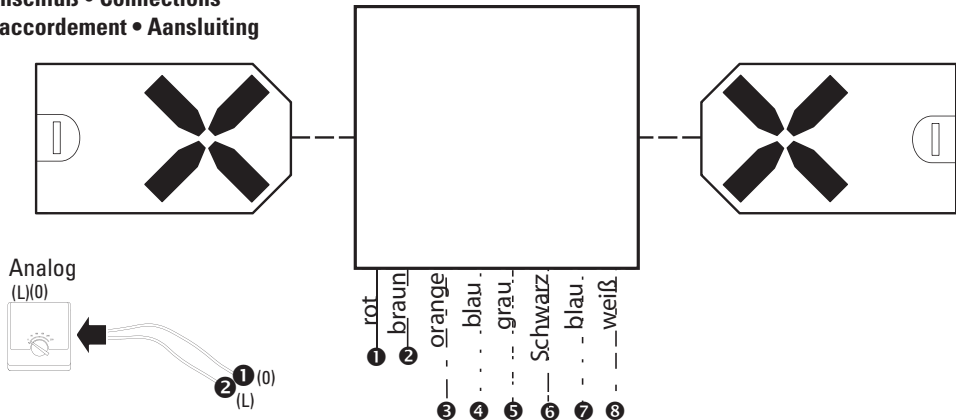 nschluß • Connections
accordement • Aansluiting
Analog
(L)(0)
rot
braun
orange
blau
grau
Schwarz
blau
weiß
❶ ❷
❸ ❹ ❺ ❻ ❼ ❽
❶ (0)
❷
(L)